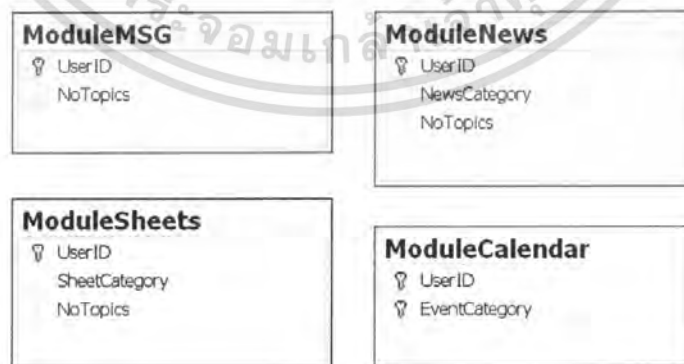 ModuleMSG
UserID
NoTopics
ModuleNews
UserID
NewsCategory
NoTopics
ModuleSheets
UserID
SheetCategory
NoTopics
ModuleCalendar
UserID
EventCategory